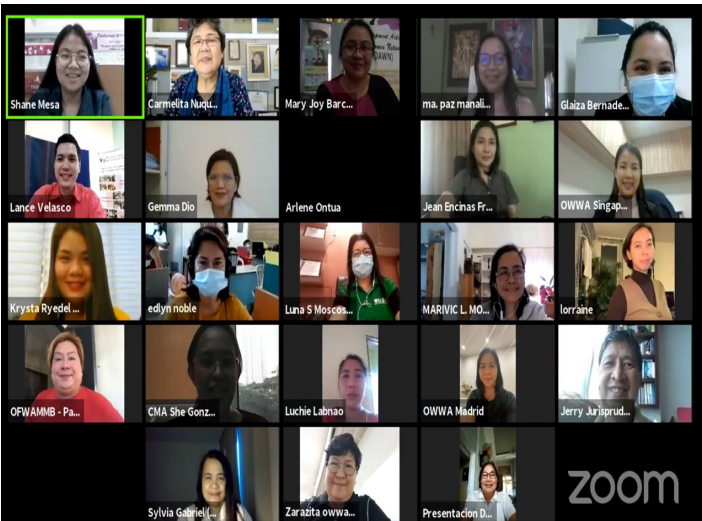 Shane Mesa
Carmelita Nuqu...
Mary Joy Barc...
ma. paz manali...
Glaiza Bernade...
Lance Velasco
Gemma Dio
Arlene Ontua
Jean Encinas Fr...
OWWA Singap...
Krysta Ryedel ...
edlyn noble
Luna S Moscos...
MARIVIC L. MO...
lorraine
OFWAMMB - Pa...
CMA She Gonz...
Luchie Labnao
OWWA Madrid
Jerry Jurisprud...
Sylvia Gabriel (...
Zarazita owwa...
Presentacion D...
zoom